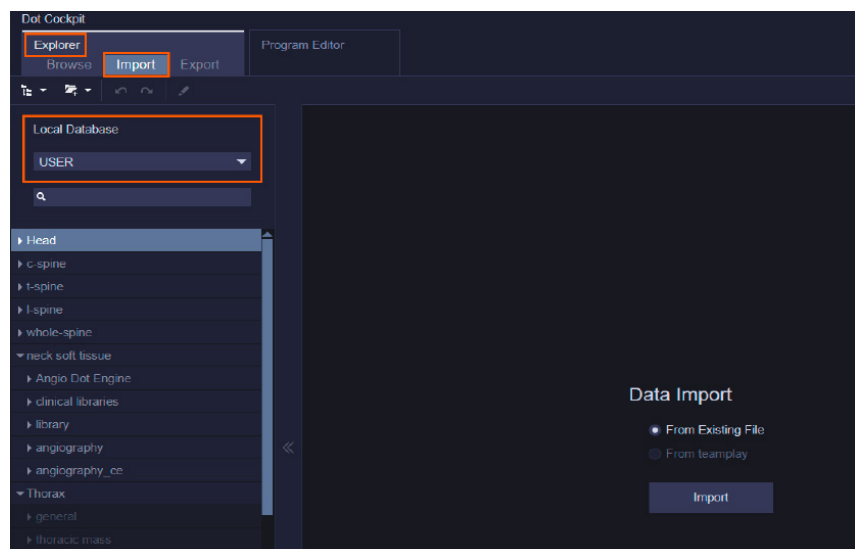 Dot Cockpit
Explorer
Program Editor
Browse Import Export
Local Database
USER
Head
c-spine
t-spine
l-spine
whole-spine
neck soft tissue
Angio Dot Engine
clinical libraries
library
angiography
angiography_ce
Thorax
general
thoracic mass
Data Import
From Existing File
From teamplay
Import